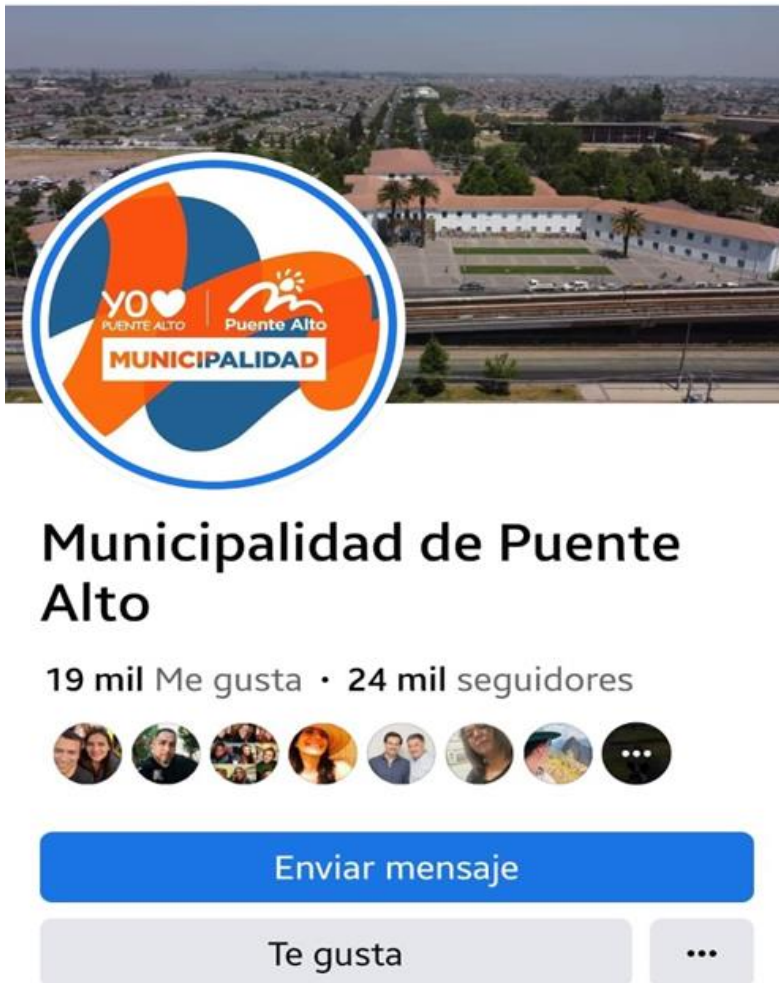 YO
PUENTE ALTO
Puente Alto
MUNICIPALIDAD
Municipalidad de Puente
Alto
19 mil Me gusta · 24 mil seguidores
Enviar mensaje
Te gusta